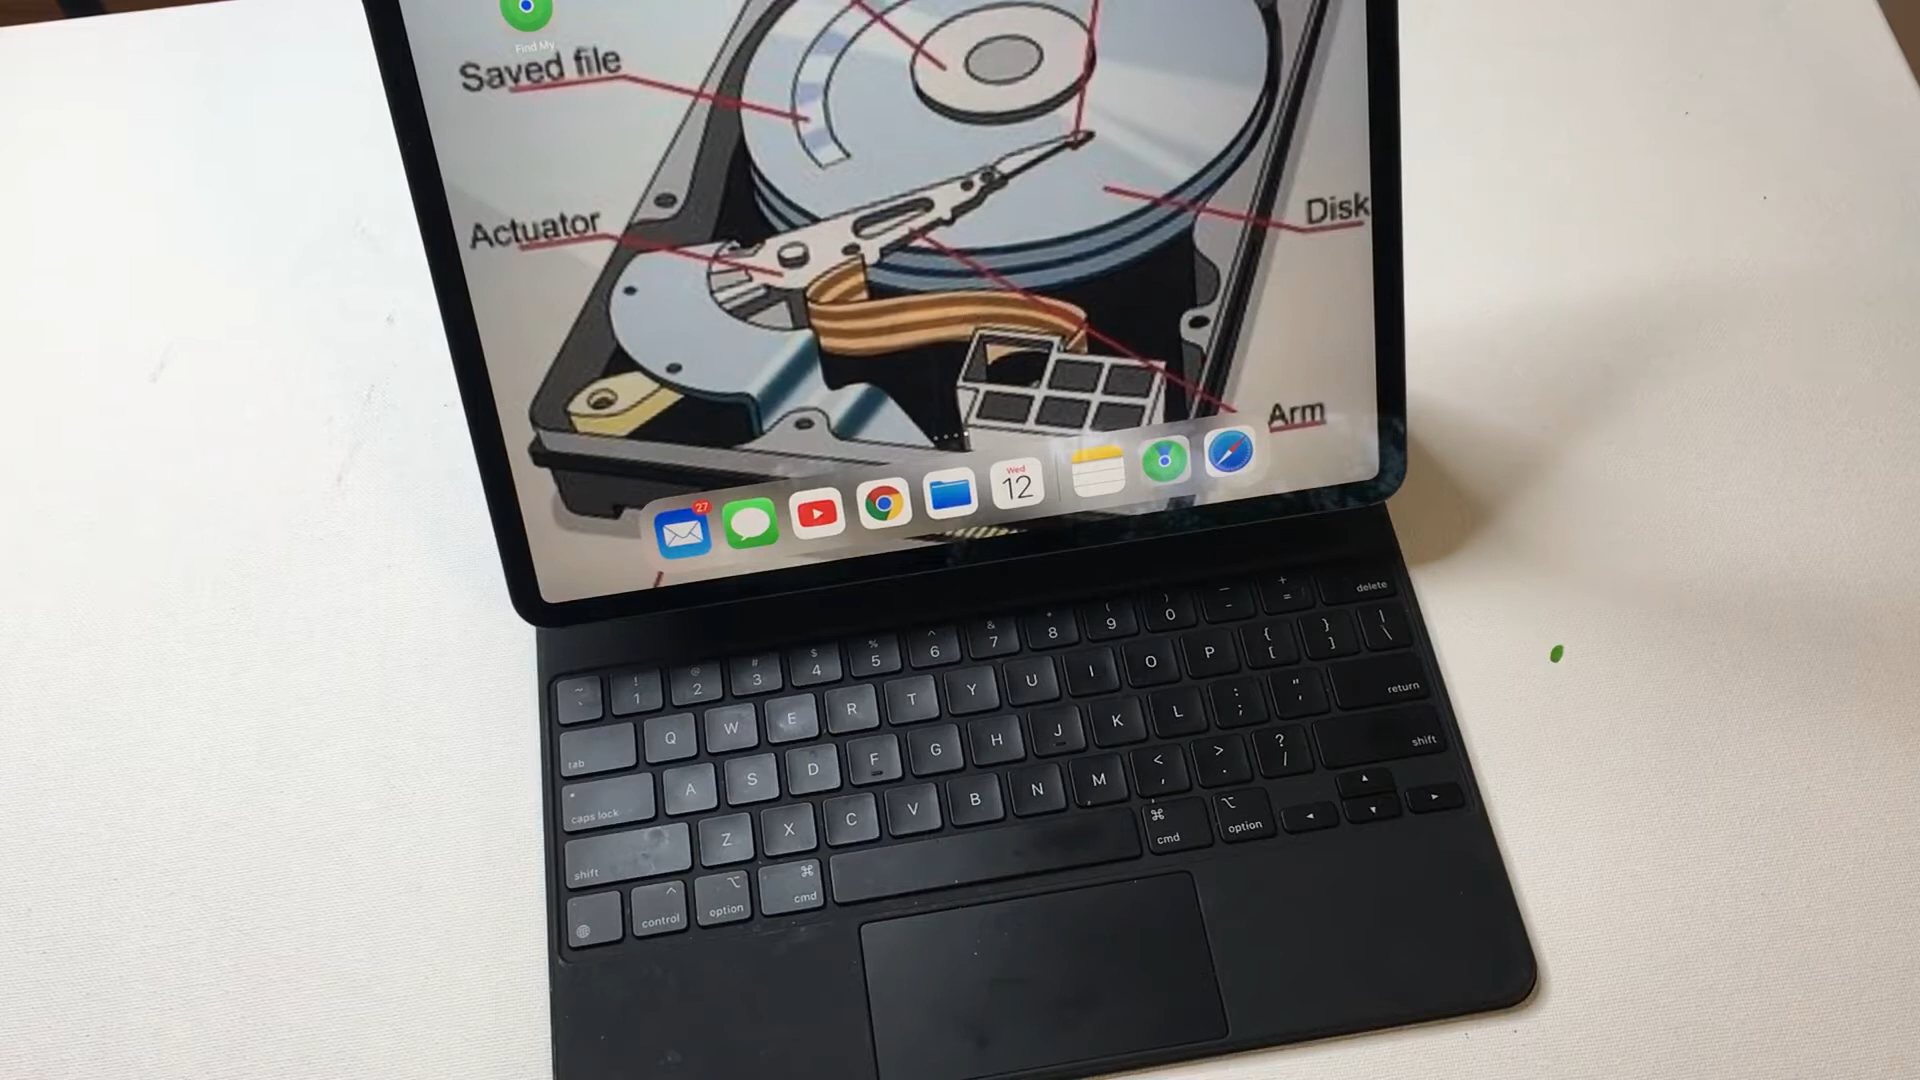 Find My
Saved file
Actuator
Disk
Arm
27
Wed
12
~ ! @ # $ % ^ & * ( ) _ +
` 1 2 3 4 5 6 7 8 9 0 - = delete
tab Q W E R T Y U I O P { [ } ] | \
caps lock A S D F G H J K L : ; " ' return
shift Z X C V B N M < , > . ? / shift
control option ⌘ cmd ⌘ cmd option